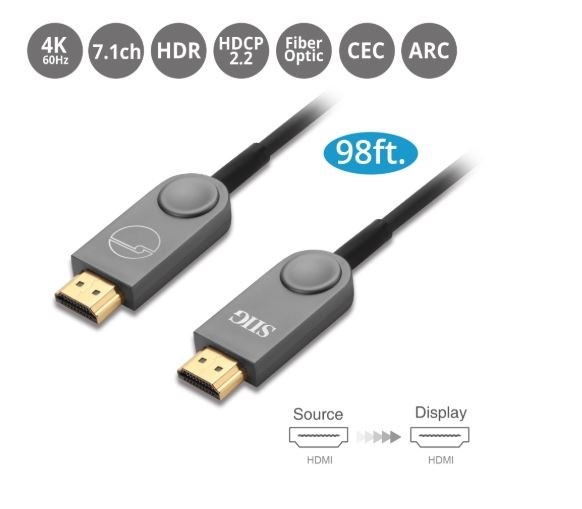 4K
60Hz
7.1ch
HDR
HDCP
2.2
Fiber
Optic
CEC
ARC
98ft.
SIIG
Source
Display
HDMI
HDMI